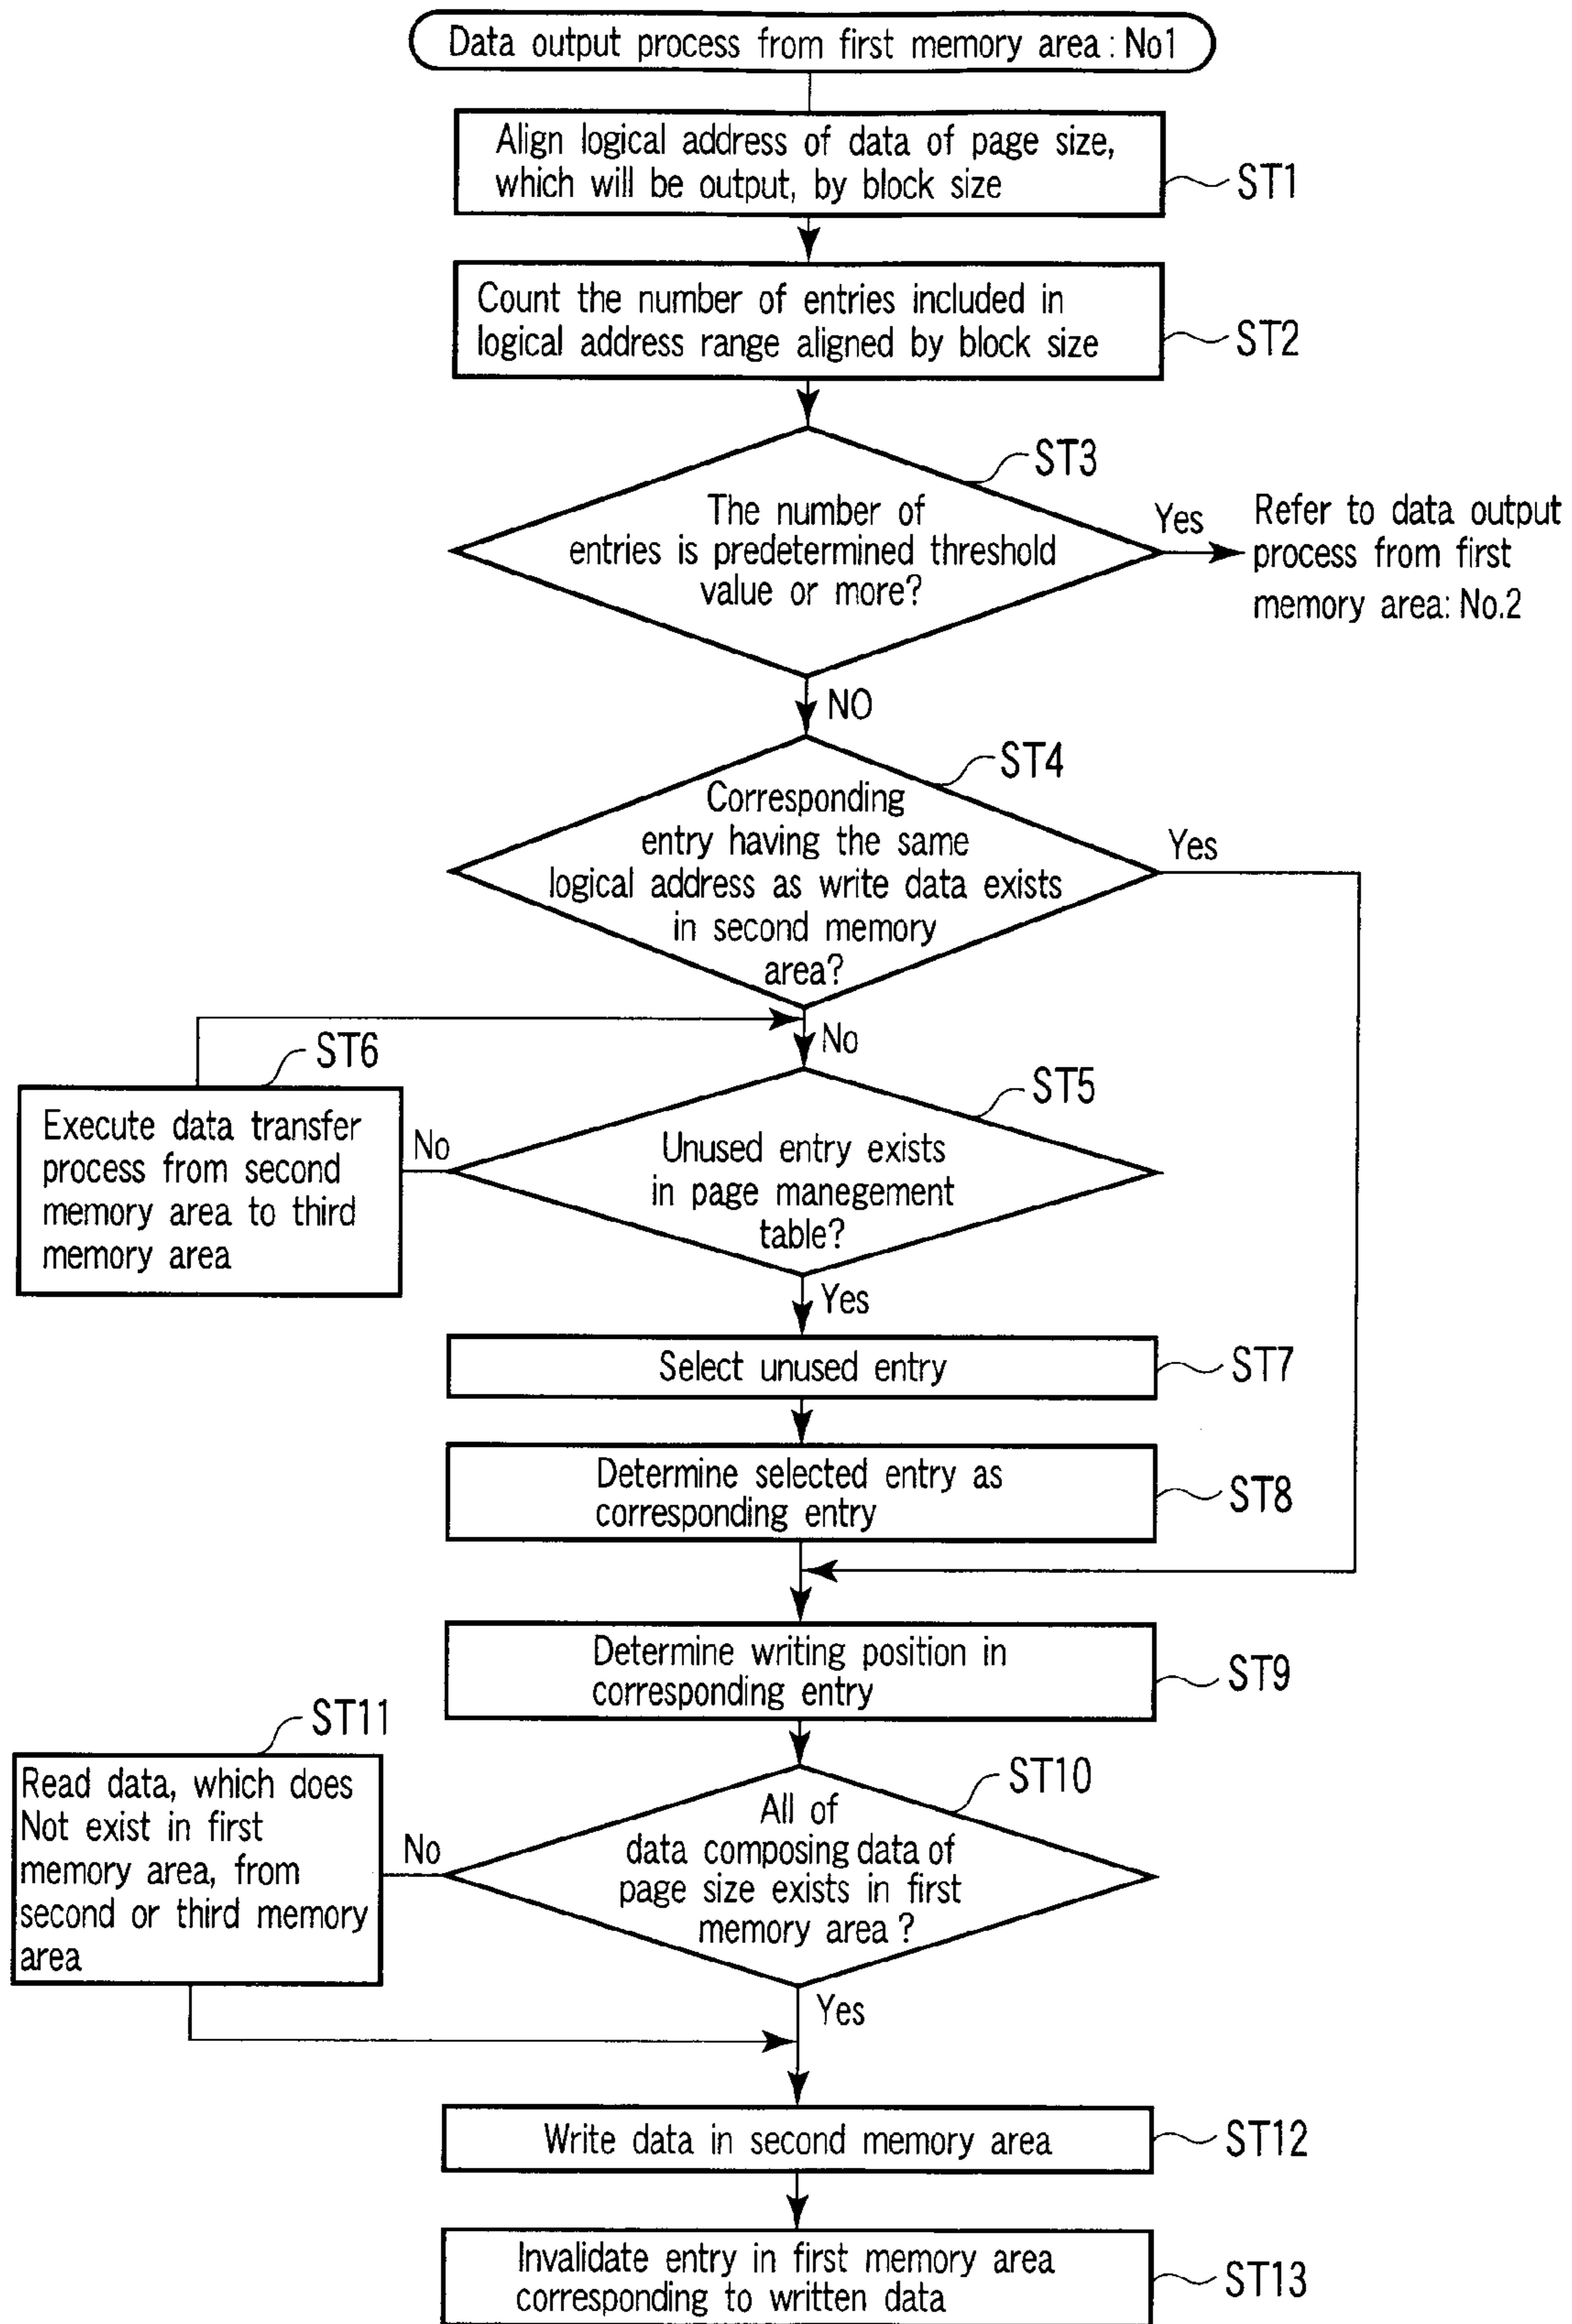 Data output process from first memory area : No1
Align logical address of data of page size,
which will be output, by block size
ST1
Count the number of entries included in
logical address range aligned by block size
ST2
ST3
The number of
entries is predetermined threshold
value or more?
Yes
Refer to data output
process from first
memory area: No.2
NO
ST4
Corresponding
entry having the same
logical address as write data exists
in second memory
area?
Yes
No
ST6
Execute data transfer
process from second
memory area to third
memory area
No
ST5
Unused entry exists
in page manegement
table?
Yes
Select unused entry
ST7
Determine selected entry as
corresponding entry
ST8
Determine writing position in
corresponding entry
ST9
ST11
Read data, which does
Not exist in first
memory area, from
second or third memory
area
No
ST10
All of
data composing data of
page size exists in first
memory area ?
Yes
Write data in second memory area
ST12
Invalidate entry in first memory area
corresponding to written data
ST13